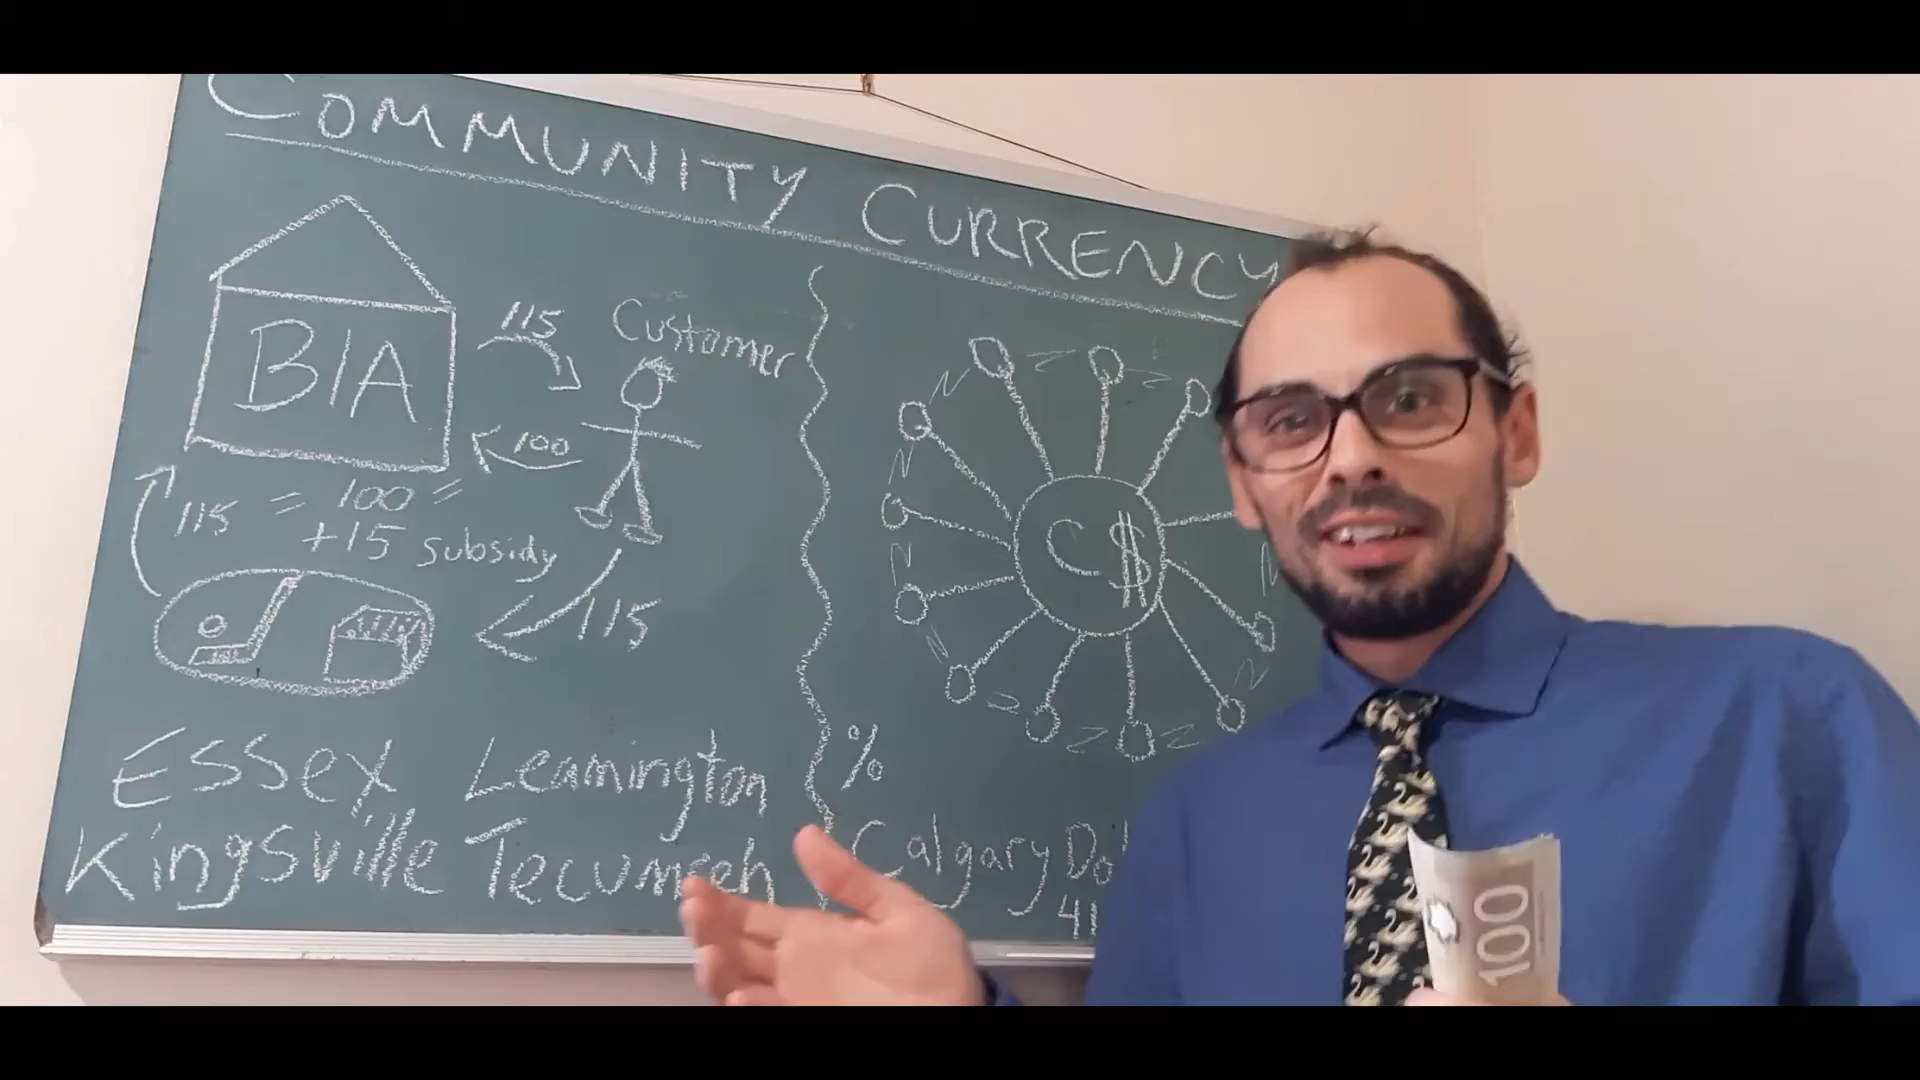 COMMUNITY CURRENCY
BIA
115
Customer
100
115 = 100 =
+15 subsidy
115
C$
Essex Leamington
Kingsville Tecumseh
%
Calgary
100